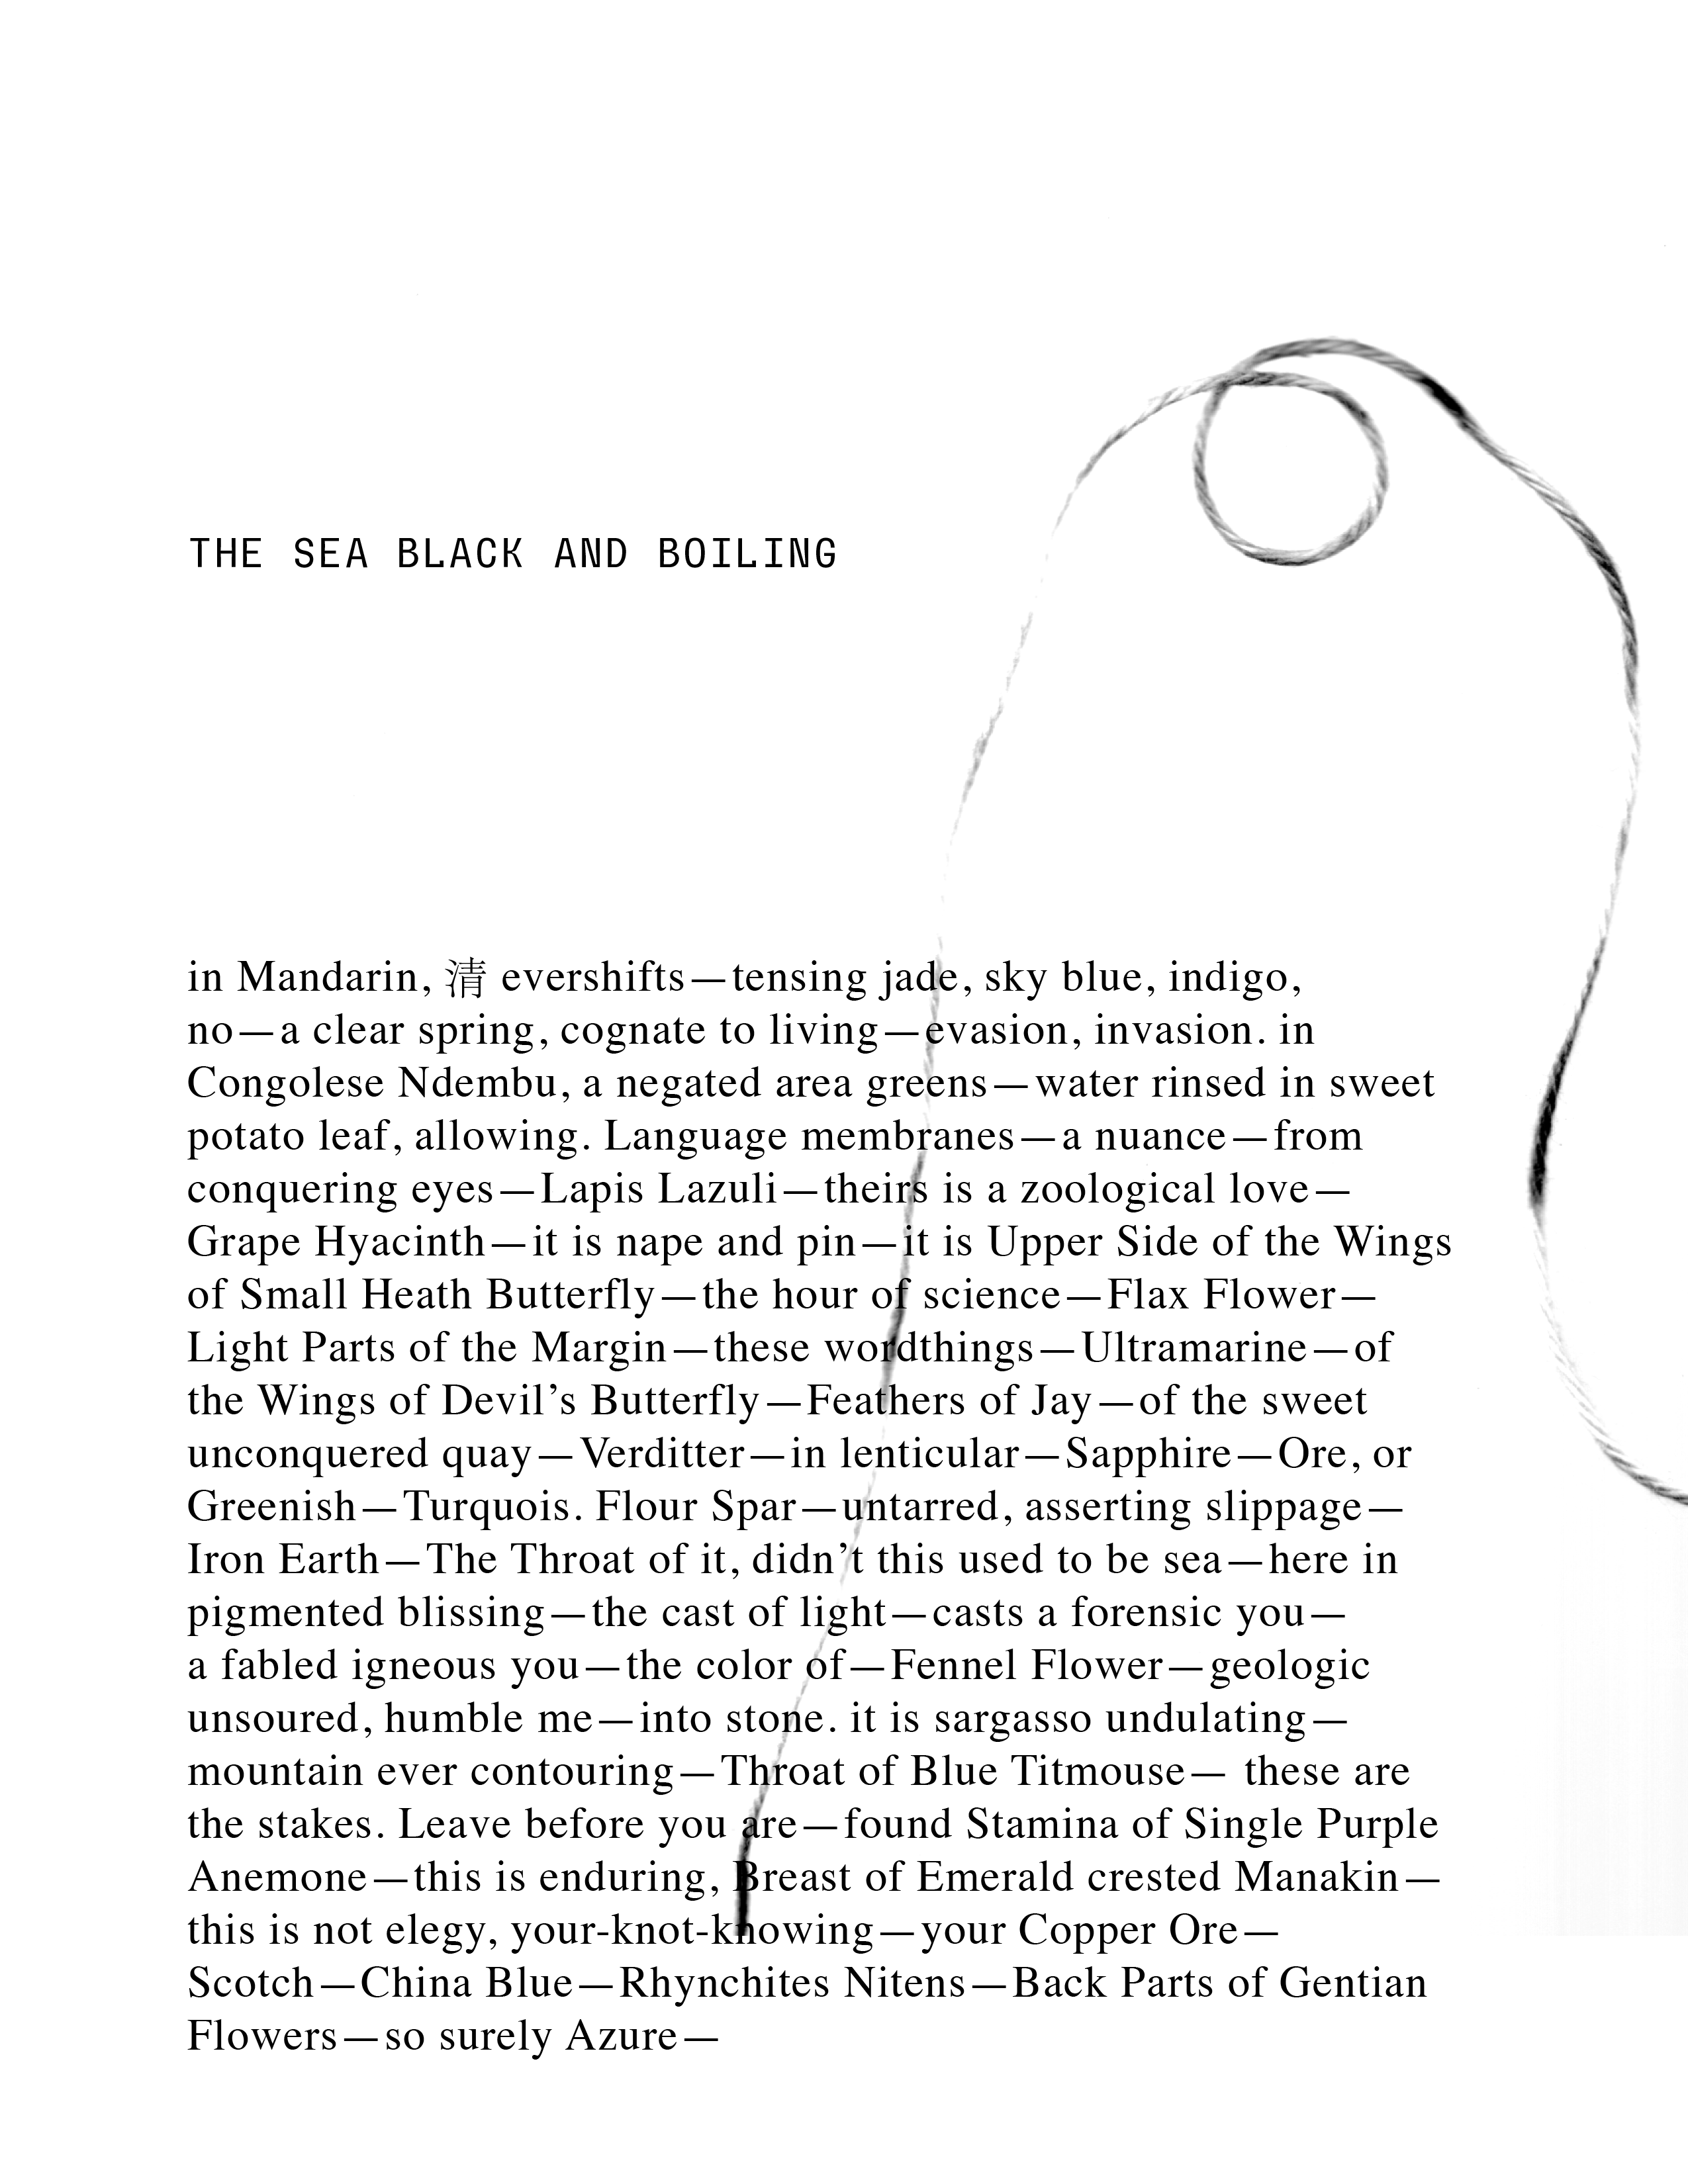 THE SEA BLACK AND BOILING
in Mandarin, 清 evershifts—tensing jade, sky blue, indigo,
no—a clear spring, cognate to living—evasion, invasion. in
Congolese Ndembu, a negated area greens—water rinsed in sweet
potato leaf, allowing. Language membranes—a nuance—from
conquering eyes—Lapis Lazuli—theirs is a zoological love—
Grape Hyacinth—it is nape and pin—it is Upper Side of the Wings
of Small Heath Butterfly—the hour of science—Flax Flower—
Light Parts of the Margin—these wordthings—Ultramarine—of
the Wings of Devil’s Butterfly—Feathers of Jay—of the sweet
unconquered quay—Verditter—in lenticular—Sapphire—Ore, or
Greenish—Turquois. Flour Spar—untarred, asserting slippage—
Iron Earth—The Throat of it, didn’t this used to be sea—here in
pigmented blissing—the cast of light—casts a forensic you—
a fabled igneous you—the color of—Fennel Flower—geologic
unsoured, humble me—into stone. it is sargasso undulating—
mountain ever contouring—Throat of Blue Titmouse— these are
the stakes. Leave before you are—found Stamina of Single Purple
Anemone—this is enduring, Breast of Emerald crested Manakin—
this is not elegy, your-knot-knowing—your Copper Ore—
Scotch—China Blue—Rhynchites Nitens—Back Parts of Gentian
Flowers—so surely Azure—